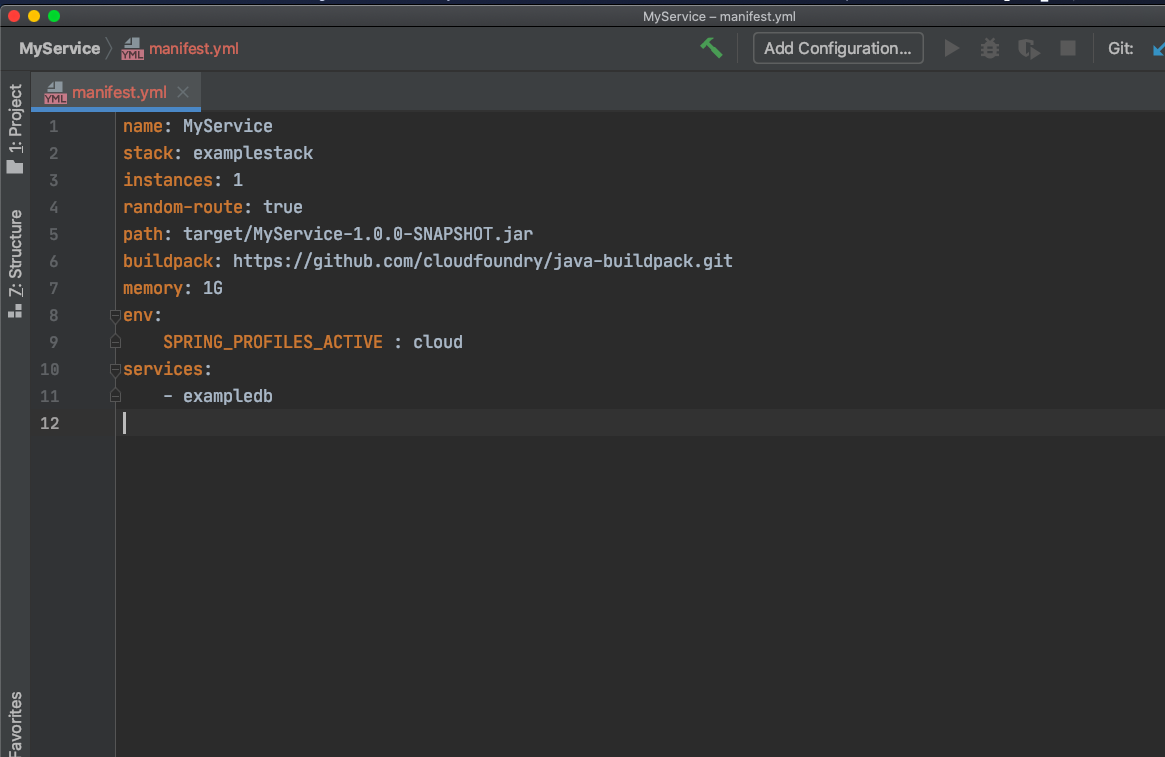 MyService – manifest.yml
MyService manifest.yml Add Configuration... Git:
manifest.yml
1: Project
Z: Structure
Favorites
1 name: MyService
2 stack: examplestack
3 instances: 1
4 random-route: true
5 path: target/MyService-1.0.0-SNAPSHOT.jar
6 buildpack: https://github.com/cloudfoundry/java-buildpack.git
7 memory: 1G
8 env:
9 SPRING_PROFILES_ACTIVE : cloud
10 services:
11 - exampledb
12